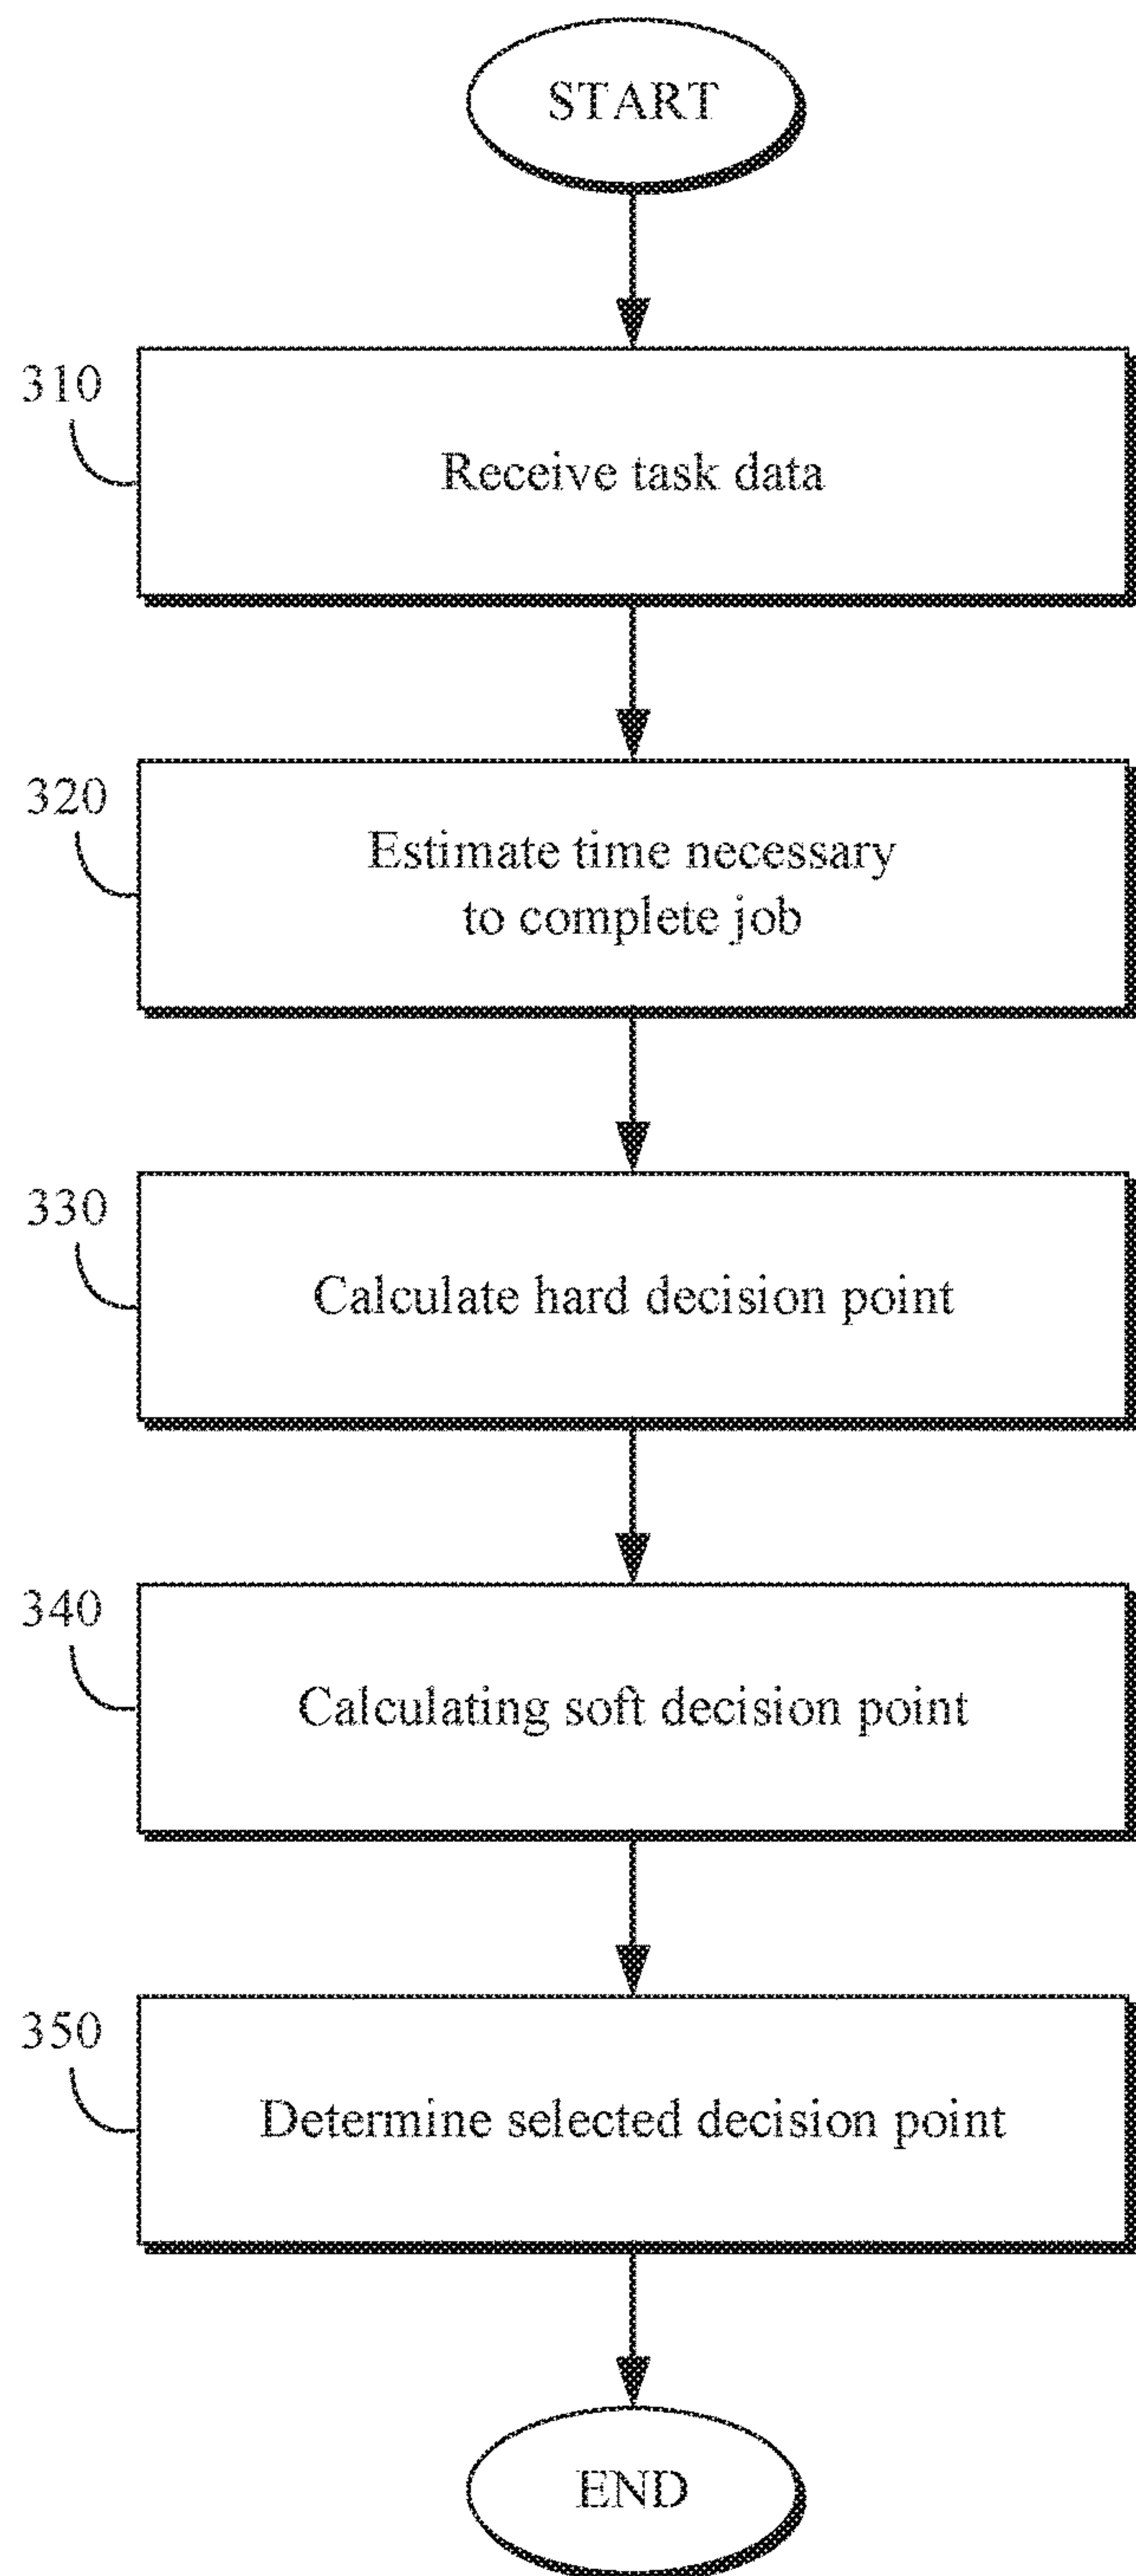 START
310
Receive task data
320
Estimate time necessary
to complete job
330
Calculate hard decision point
340
Calculating soft decision point
350
Determine selected decision point
END